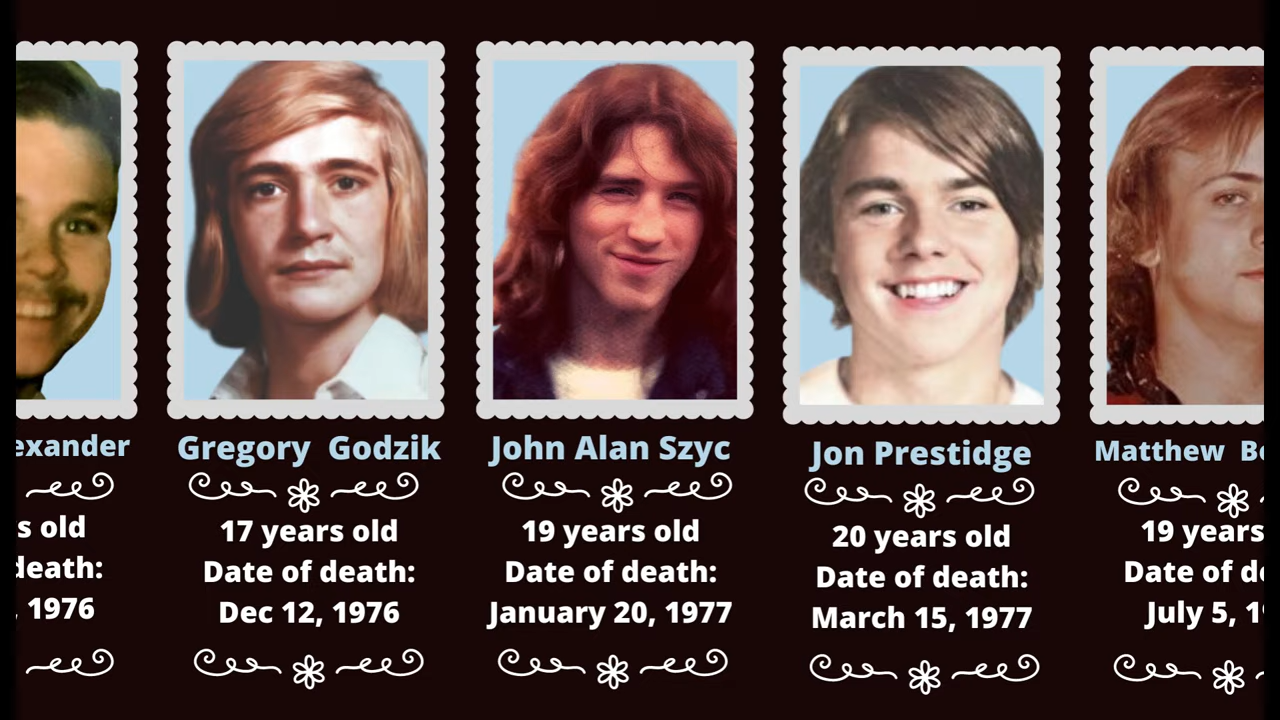 exander
s old
death:
, 1976
Gregory Godzik
17 years old
Date of death:
Dec 12, 1976
John Alan Szyc
19 years old
Date of death:
January 20, 1977
Jon Prestidge
20 years old
Date of death:
March 15, 1977
Matthew B
19 years
Date of de
July 5, 1